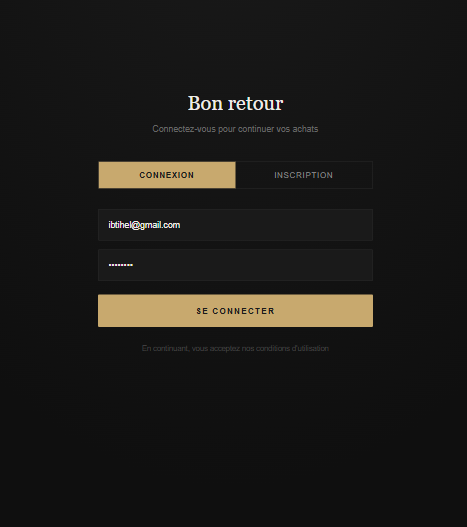 Bon retour
Connectez-vous pour continuer vos achats
CONNEXION
INSCRIPTION
ibtihel@gmail.com
••••••••
SE CONNECTER
En continuant, vous acceptez nos conditions d'utilisation